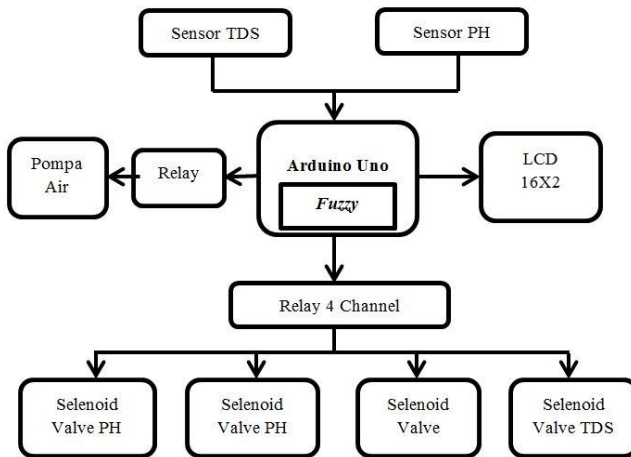 Sensor TDS
Sensor PH
Pompa
Air
Relay
Arduino Uno
Fuzzy
LCD
16X2
Relay 4 Channel
Selenoid
Valve PH
Selenoid
Valve PH
Selenoid
Valve
Selenoid
Valve TDS